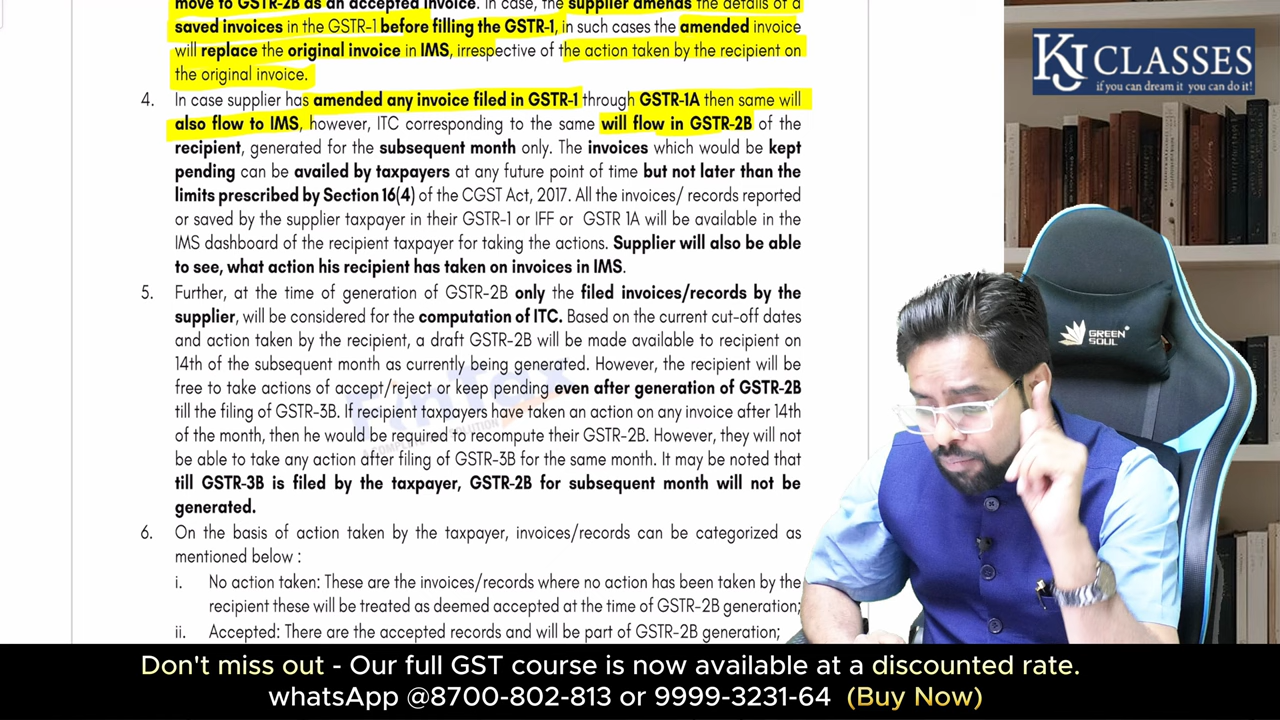 move to GSTR-2B as an accepted invoice. In case, the supplier amends the details of a
saved invoices in the GSTR-1 before filling the GSTR-1, in such cases the amended invoice
will replace the original invoice in IMS, irrespective of the action taken by the recipient on
the original invoice.
4. In case supplier has amended any invoice filed in GSTR-1 through GSTR-1A then same will
also flow to IMS, however, ITC corresponding to the same will flow in GSTR-2B of the
recipient, generated for the subsequent month only. The invoices which would be kept
pending can be availed by taxpayers at any future point of time but not later than the
limits prescribed by Section 16(4) of the CGST Act, 2017. All the invoices/ records reported
or saved by the supplier taxpayer in their GSTR-1 or IFF or GSTR 1A will be available in the
IMS dashboard of the recipient taxpayer for taking the actions. Supplier will also be able
to see, what action his recipient has taken on invoices in IMS.
5. Further, at the time of generation of GSTR-2B only the filed invoices/records by the
supplier, will be considered for the computation of ITC. Based on the current cut-off dates
and action taken by the recipient, a draft GSTR-2B will be made available to recipient on
14th of the subsequent month as currently being generated. However, the recipient will be
free to take actions of accept/reject or keep pending even after generation of GSTR-2B
till the filing of GSTR-3B. If recipient taxpayers have taken an action on any invoice after 14th
of the month, then he would be required to recompute their GSTR-2B. However, they will not
be able to take any action after filing of GSTR-3B for the same month. It may be noted that
till GSTR-3B is filed by the taxpayer, GSTR-2B for subsequent month will not be
generated.
6. On the basis of action taken by the taxpayer, invoices/records can be categorized as
mentioned below :
i. No action taken: These are the invoices/records where no action has been taken by the
recipient these will be treated as deemed accepted at the time of GSTR-2B generation;
ii. Accepted: There are the accepted records and will be part of GSTR-2B generation;
KJ CLASSES
if you can dream it you can do it!
GREEN
SOUL
Don't miss out - Our full GST course is now available at a discounted rate.
whatsApp @8700-802-813 or 9999-3231-64 (Buy Now)